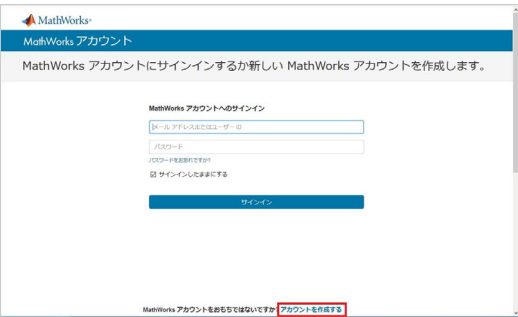 MathWorks®
MathWorks アカウント
MathWorks アカウントにサインインするか新しい MathWorks アカウントを作成します。
MathWorks アカウントへのサインイン
メール アドレスまたはユーザー ID
パスワード
パスワードをお忘れですか?
サインインしたままにする
サインイン
MathWorks アカウントをおもちではないですか? アカウントを作成する